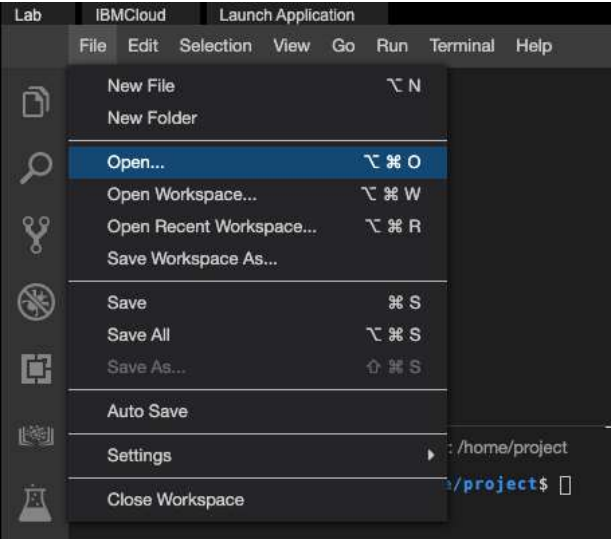 Lab IBMCloud Launch Application
File Edit Selection View Go Run Terminal Help
New File ⌥ N
New Folder
Open... ⌥ ⌘ O
Open Workspace... ⌥ ⌘ W
Open Recent Workspace... ⌥ ⌘ R
Save Workspace As...
Save ⌘ S
Save All ⌥ ⌘ S
Save As... ⇧ ⌘ S
Auto Save
Settings
: /home/project
/project$
Close Workspace